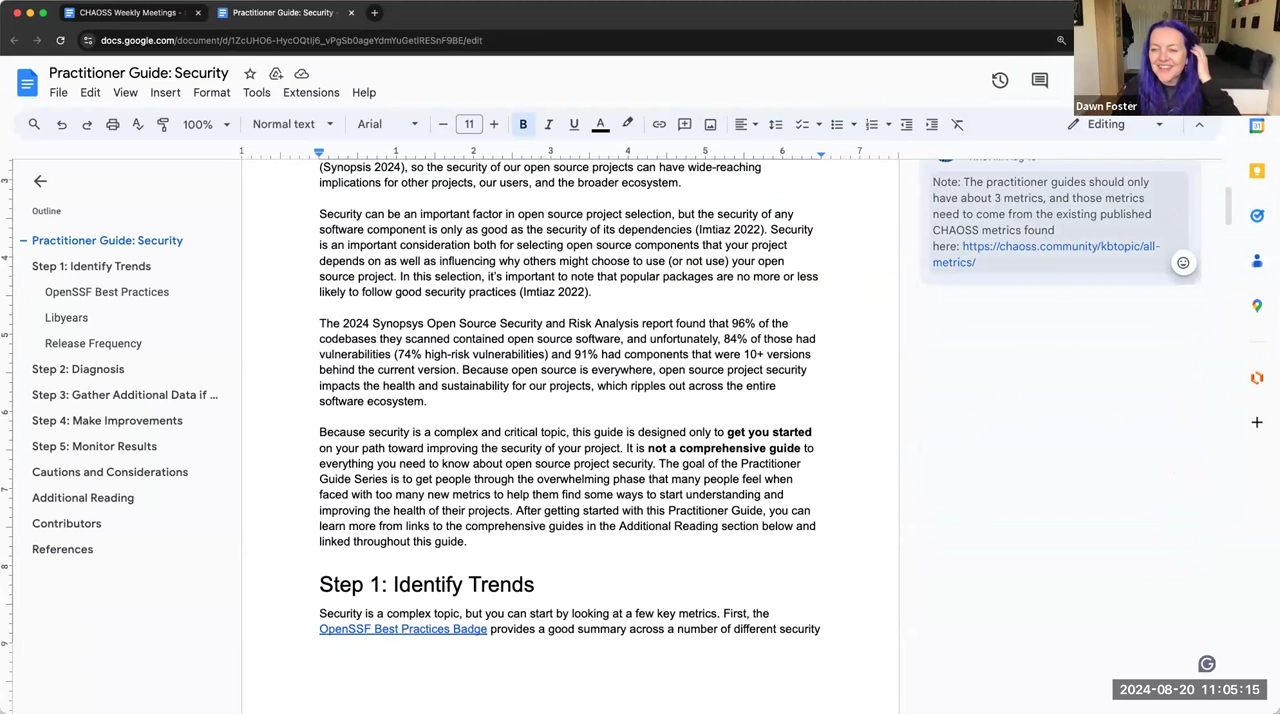 CHAOSS Weekly Meetings -
Practitioner Guide: Security -
docs.google.com/document/d/1ZcUHO6-HycOQtIj6_vPgSb0ageYdmYuGetIRESnF9BE/edit
Practitioner Guide: Security
File Edit View Insert Format Tools Extensions Help
Dawn Foster
100% Normal text Arial 11 B I U A Editing
1 1 2 3 4 5 6 7
(Synopsis 2024), so the security of our open source projects can have wide-reaching
implications for other projects, our users, and the broader ecosystem.
Security can be an important factor in open source project selection, but the security of any
software component is only as good as the security of its dependencies (Imtiaz 2022). Security
is an important consideration both for selecting open source components that your project
depends on as well as influencing why others might choose to use (or not use) your open
source project. In this selection, it's important to note that popular packages are no more or less
likely to follow good security practices (Imtiaz 2022).
The 2024 Synopsys Open Source Security and Risk Analysis report found that 96% of the
codebases they scanned contained open source software, and unfortunately, 84% of those had
vulnerabilities (74% high-risk vulnerabilities) and 91% had components that were 10+ versions
behind the current version. Because open source is everywhere, open source project security
impacts the health and sustainability for our projects, which ripples out across the entire
software ecosystem.
Because security is a complex and critical topic, this guide is designed only to get you started
on your path toward improving the security of your project. It is not a comprehensive guide to
everything you need to know about open source project security. The goal of the Practitioner
Guide Series is to get people through the overwhelming phase that many people feel when
faced with too many new metrics to help them find some ways to start understanding and
improving the health of their projects. After getting started with this Practitioner Guide, you can
learn more from links to the comprehensive guides in the Additional Reading section below and
linked throughout this guide.
Step 1: Identify Trends
Security is a complex topic, but you can start by looking at a few key metrics. First, the
OpenSSF Best Practices Badge provides a good summary across a number of different security
Outline
Practitioner Guide: Security
Step 1: Identify Trends
OpenSSF Best Practices
Libyears
Release Frequency
Step 2: Diagnosis
Step 3: Gather Additional Data if ...
Step 4: Make Improvements
Step 5: Monitor Results
Cautions and Considerations
Additional Reading
Contributors
References
Note: The practitioner guides should only
have about 3 metrics, and those metrics
need to come from the existing published
CHAOSS metrics found
here: https://chaoss.community/kbtopic/all-
metrics/
2024-08-20 11:05:15